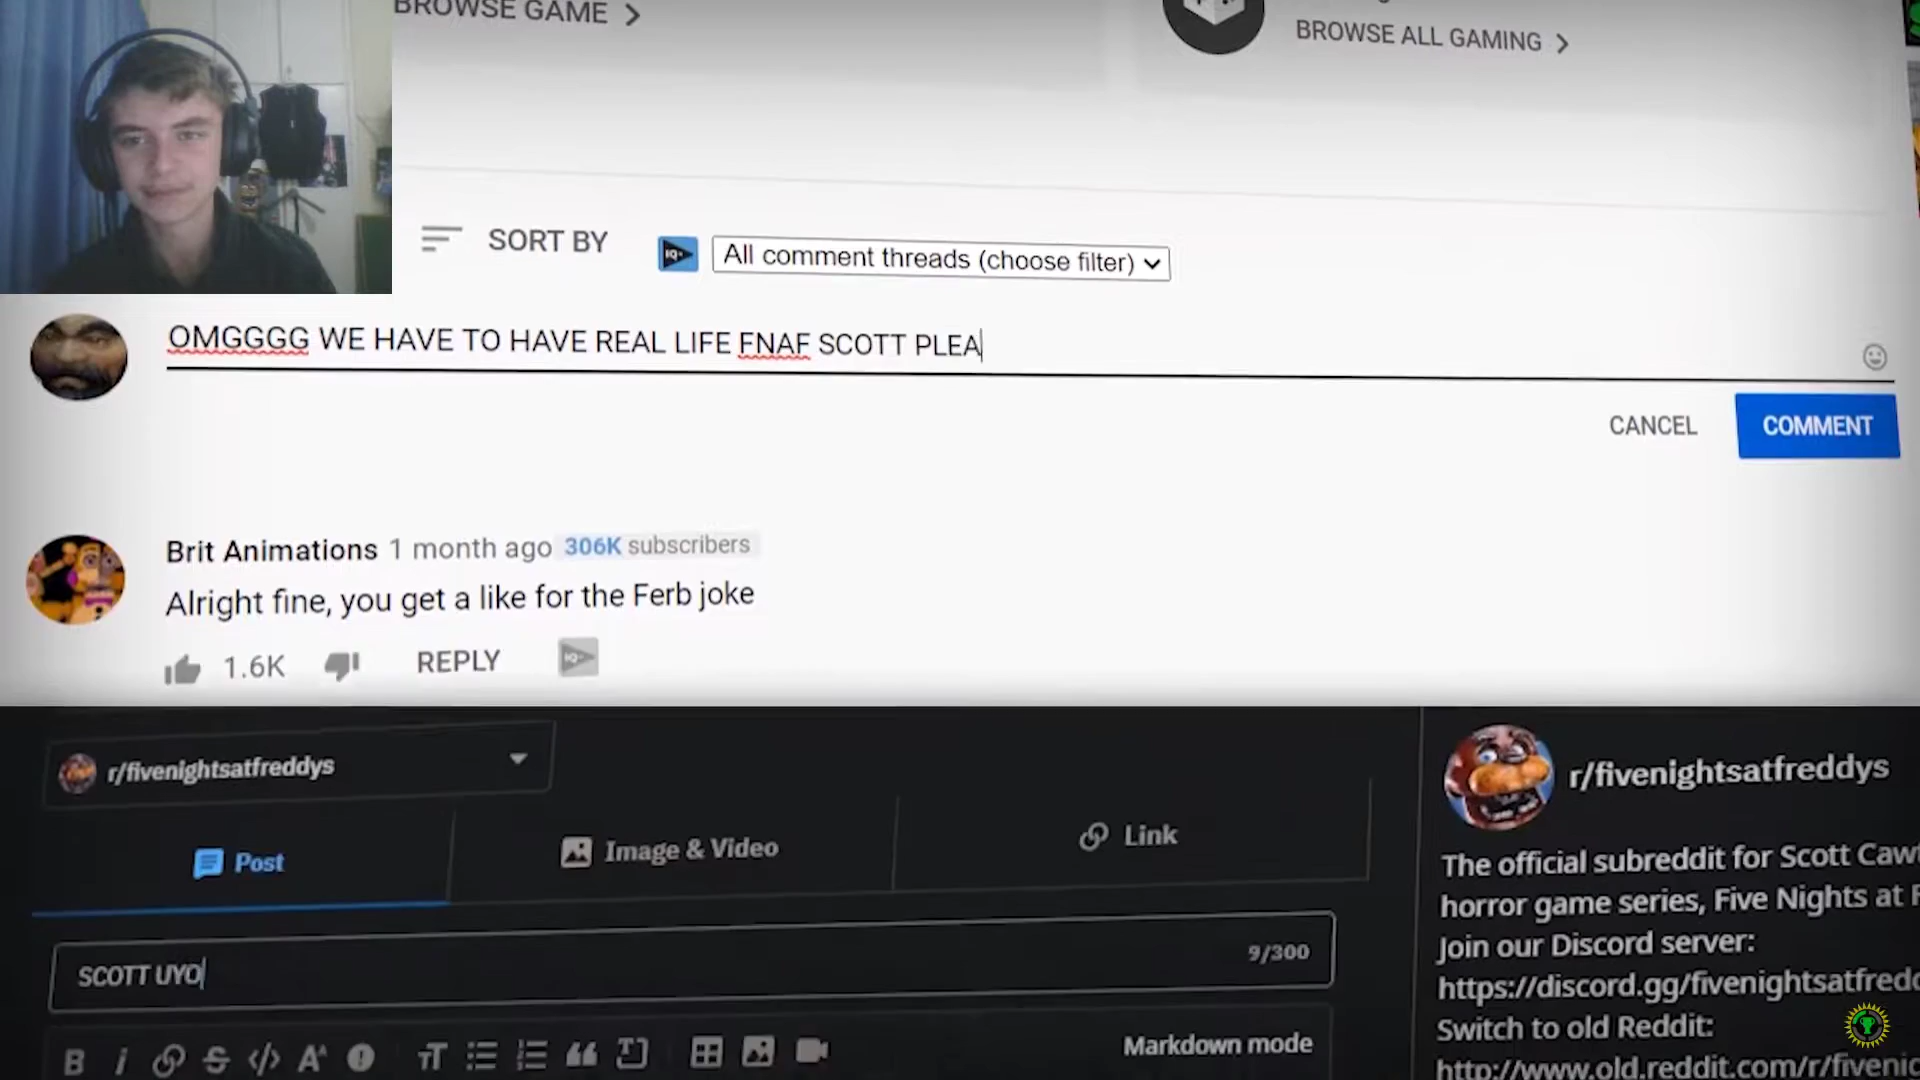 BROWSE GAME
BROWSE ALL GAMING
SORT BY
All comment threads (choose filter)
OMGGGG WE HAVE TO HAVE REAL LIFE FNAF SCOTT PLEA
CANCEL
COMMENT
Brit Animations 1 month ago 306K subscribers
Alright fine, you get a like for the Ferb joke
1.6K
REPLY
r/fivenightsatfreddys
Post
Image & Video
Link
SCOTT UYO
9/300
Markdown mode
r/fivenightsatfreddys
The official subreddit for Scott Caw
horror game series, Five Nights at F
Join our Discord server:
https://discord.gg/fivenightsatfredd
Switch to old Reddit:
http://www.old.reddit.com/r/fivenig